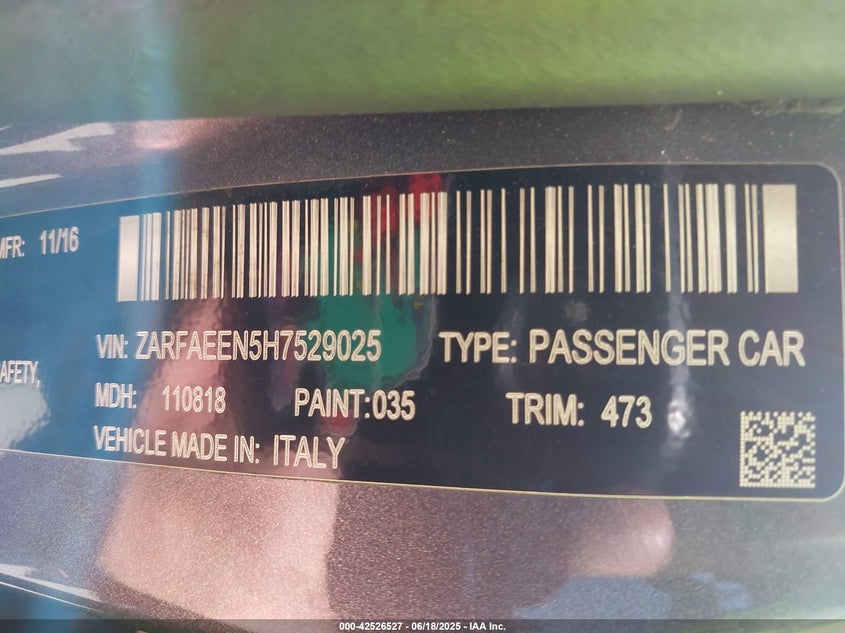 MFR: 11/16
VIN: ZARFAEEN5H7529025 TYPE: PASSENGER CAR
SAFETY,
MDH: 110818 PAINT:035 TRIM: 473
VEHICLE MADE IN: ITALY
000-42526527 - 06/18/2025 - IAA Inc.